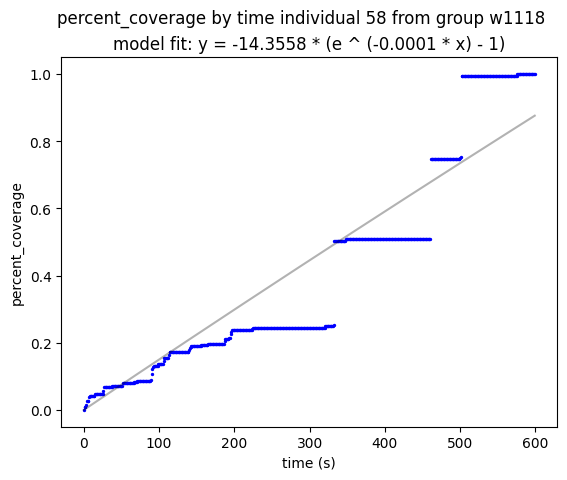 percent_coverage by time individual 58 from group w1118
model fit: y = -14.3558 * (e ^ (-0.0001 * x) - 1)
1.0
0.8
0.6
0.4
0.2
0.0
percent_coverage
0 100 200 300 400 500 600
time (s)